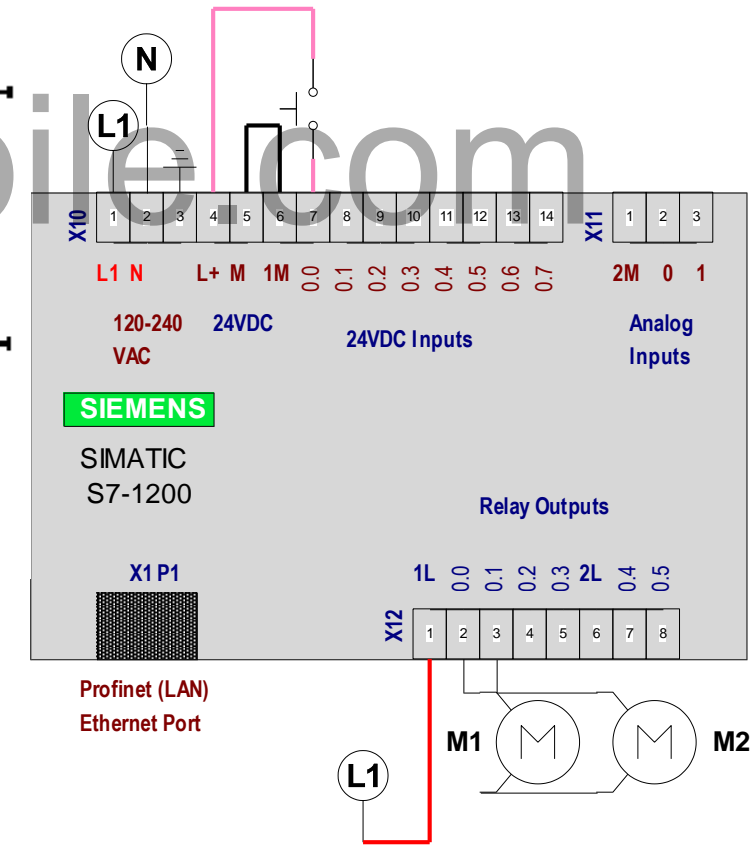 N
L1
bile.com
X10
1 2 3 4 5 6 7 8 9 10 11 12 13 14
X11
1 2 3
L1 N L+ M 1M 0.0 0.1 0.2 0.3 0.4 0.5 0.6 0.7
2M 0 1
120-240
VAC
24VDC
24VDC Inputs
Analog
Inputs
SIEMENS
SIMATIC
S7-1200
Relay Outputs
X1 P1
1L 0.0 0.1 0.2 0.3 2L 0.4 0.5
X12
1 2 3 4 5 6 7 8
Profinet (LAN)
Ethernet Port
M1 M M M2
L1